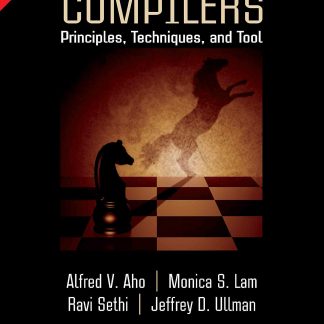 COMPILERS
Principles, Techniques, and Tool
Alfred V. Aho | Monica S. Lam
Ravi Sethi | Jeffrey D. Ullman